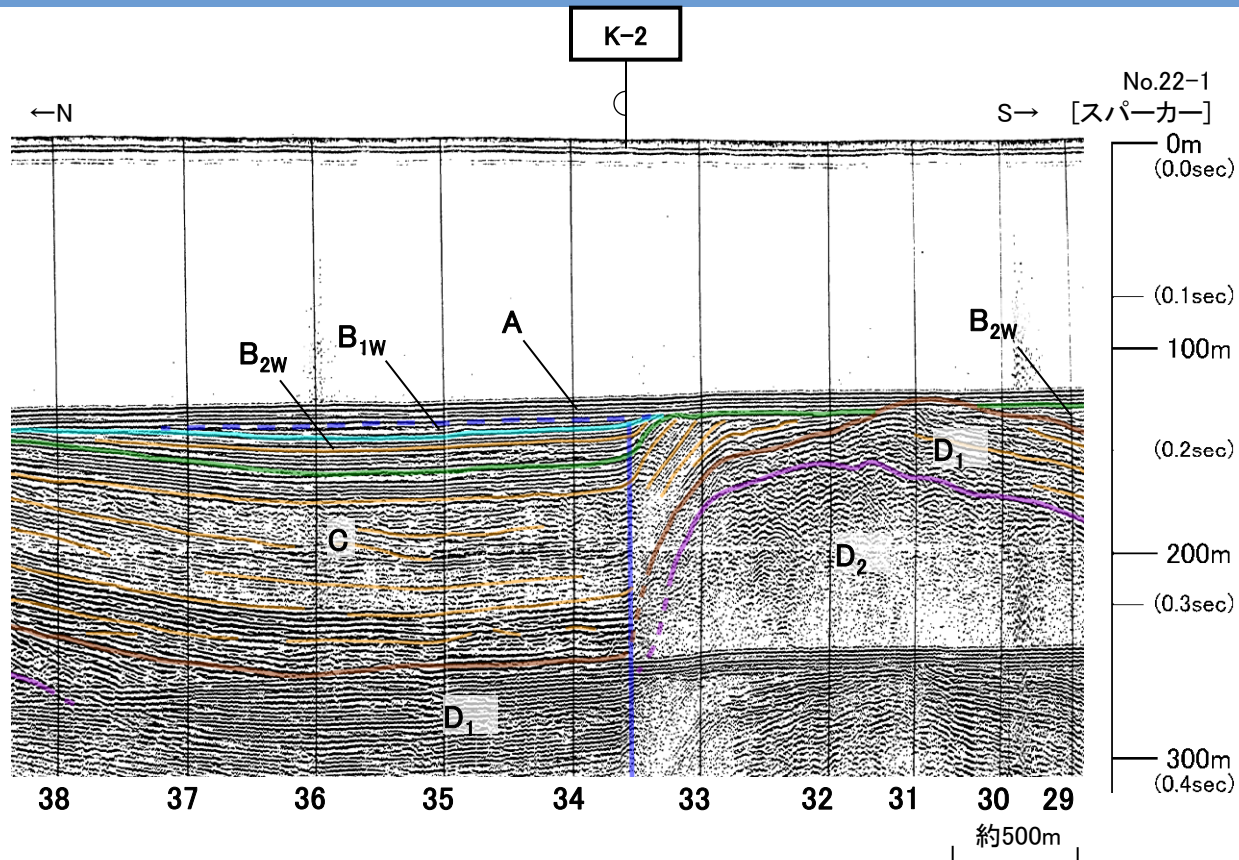 K-2
No.22-1
←N
S→ [スパーカー]
0m
(0.0sec)
(0.1sec)
A
B2W
B1W
B2W
100m
D1
(0.2sec)
C
D2
200m
(0.3sec)
D1
300m
(0.4sec)
38 37 36 35 34 33 32 31 30 29
約500m